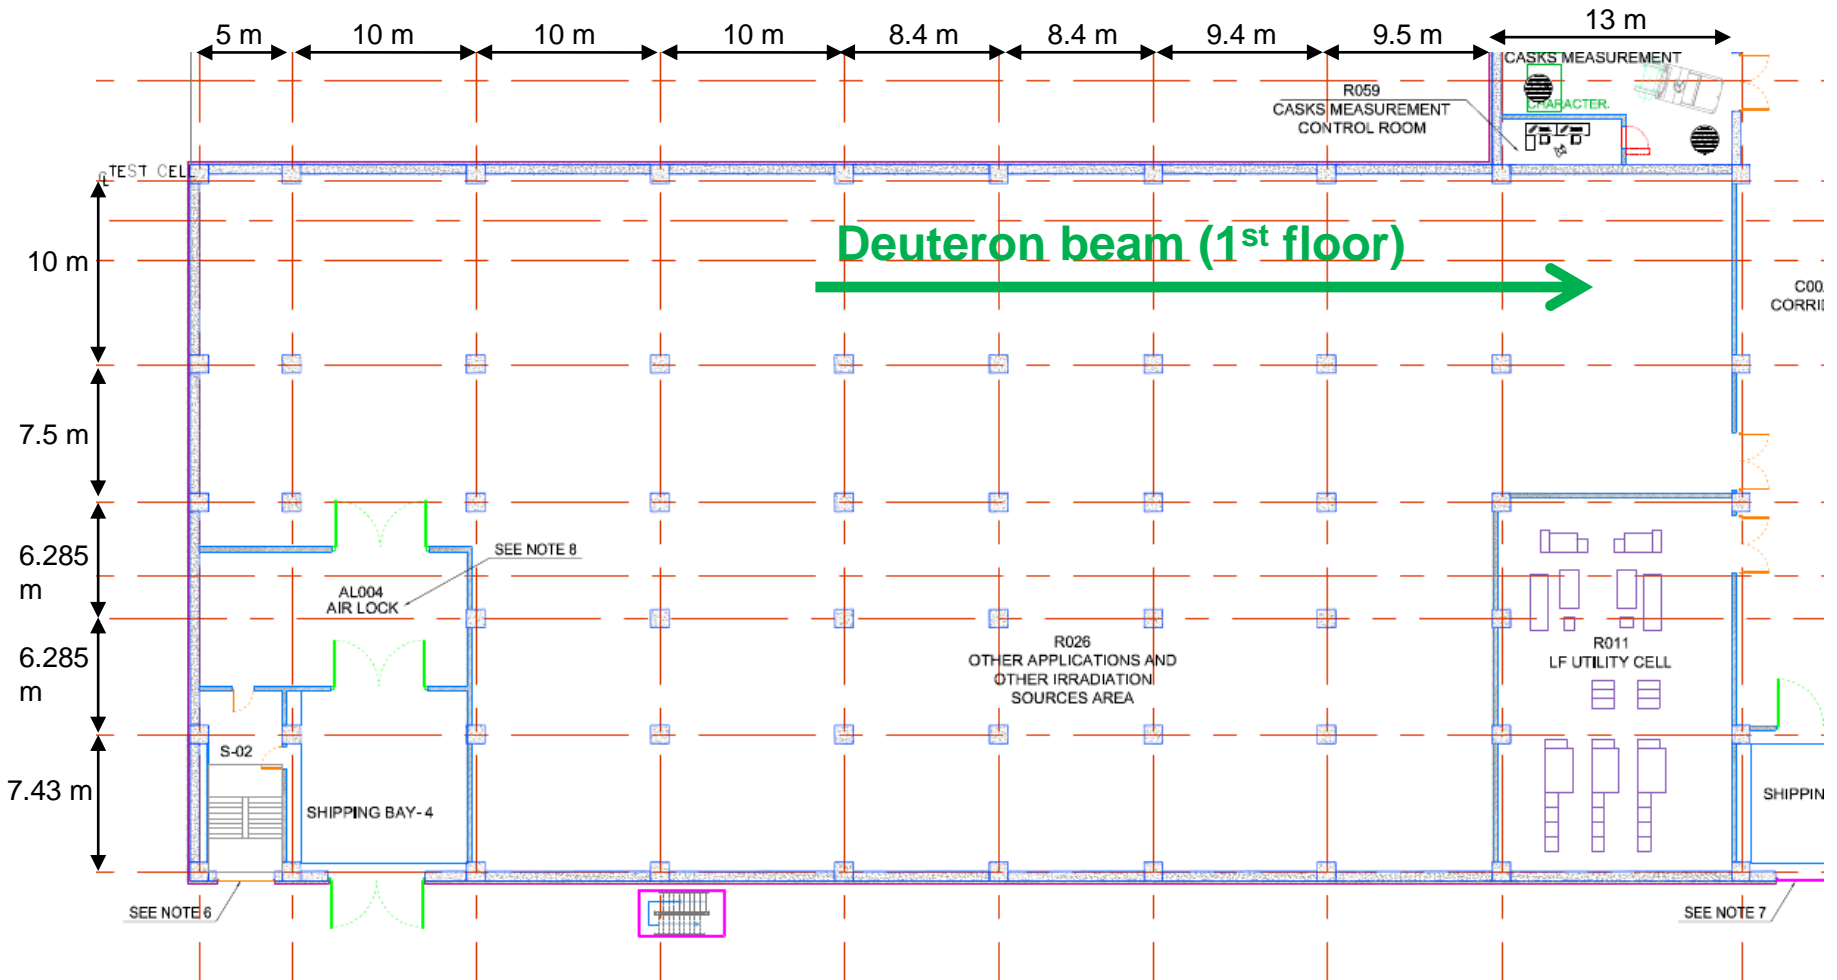 5 m
10 m
10 m
10 m
8.4 m
8.4 m
9.4 m
9.5 m
13 m
CASKS MEASUREMENT
R059
CASKS MEASUREMENT
CONTROL ROOM
CHARACTER.
TEST CELL
Deuteron beam (1st floor)
10 m
CORRID
7.5 m
SEE NOTE 8
6.285
m
AL004
AIR LOCK
6.285
m
R026
OTHER APPLICATIONS AND
OTHER IRRADIATION
SOURCES AREA
R011
LF UTILITY CELL
S-02
7.43 m
SHIPPING BAY-4
SHIPPIN
SEE NOTE 6
SEE NOTE 7